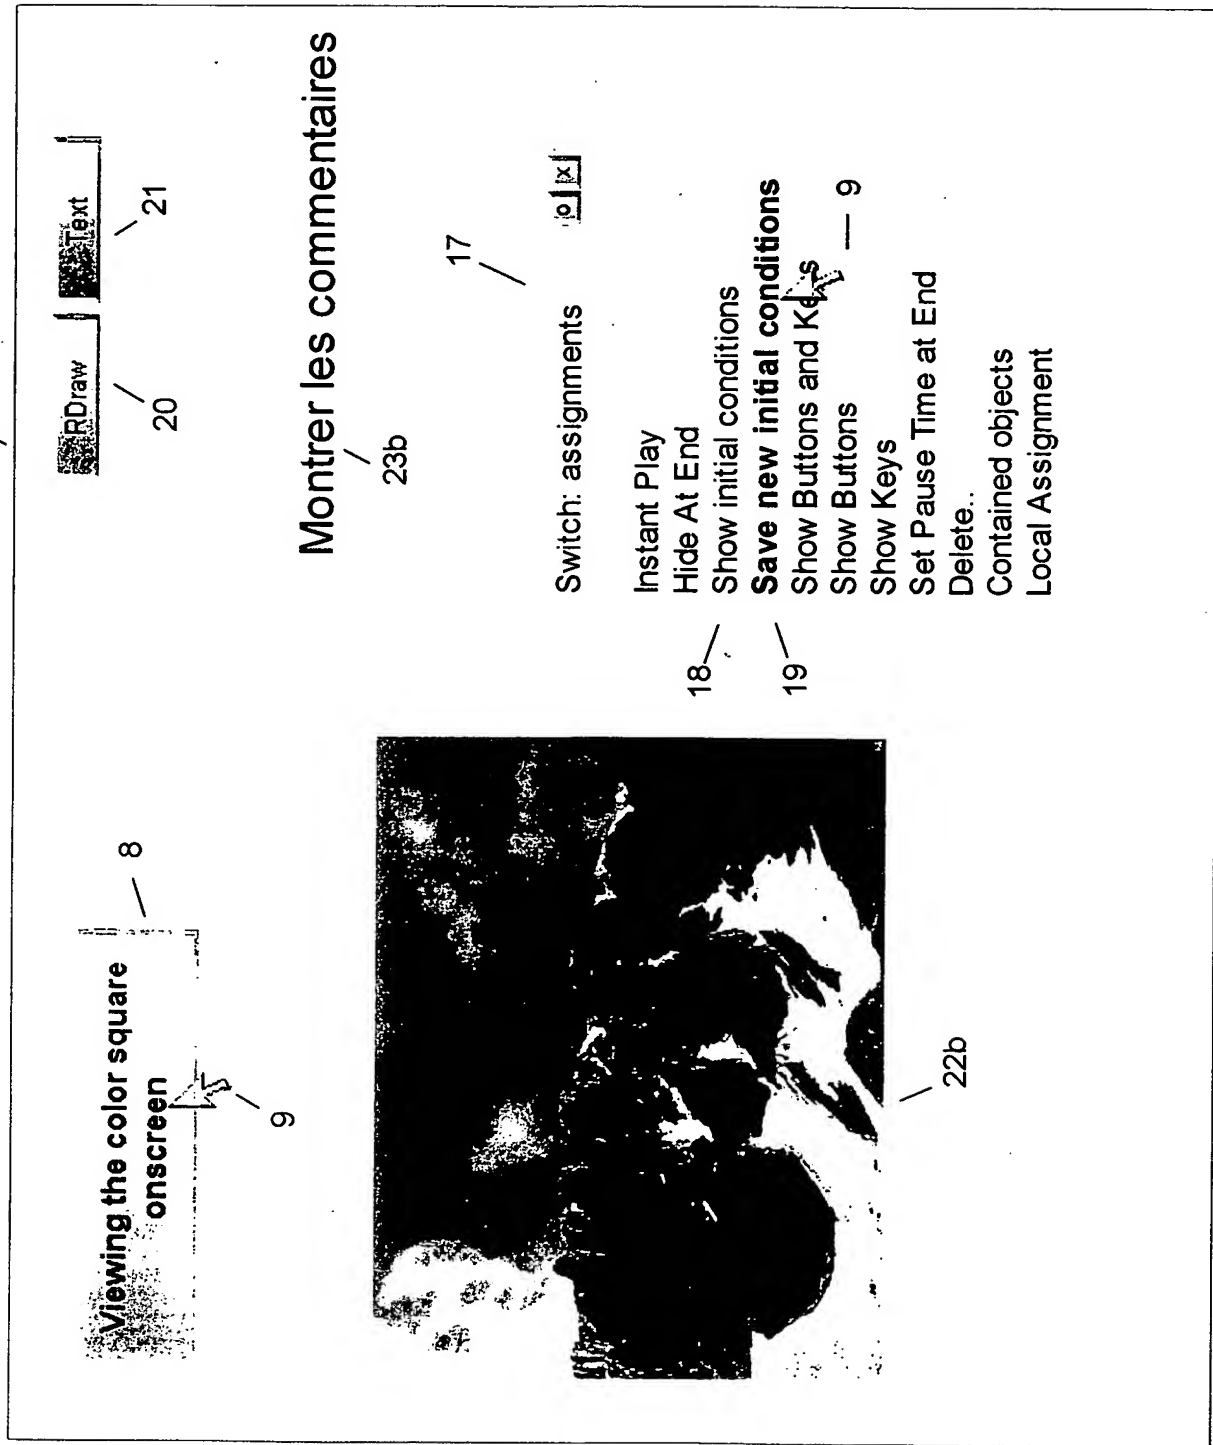 Viewing the color square
onscreen
8
9
RDraw
Text
20
21
Montrer les commentaires
23b
17
Switch: assignments
o x
Instant Play
Hide At End
18
Show initial conditions
19
Save new initial conditions
Show Buttons and Keys
9
Show Buttons
Show Keys
Set Pause Time at End
Delete..
Contained objects
Local Assignment
22b